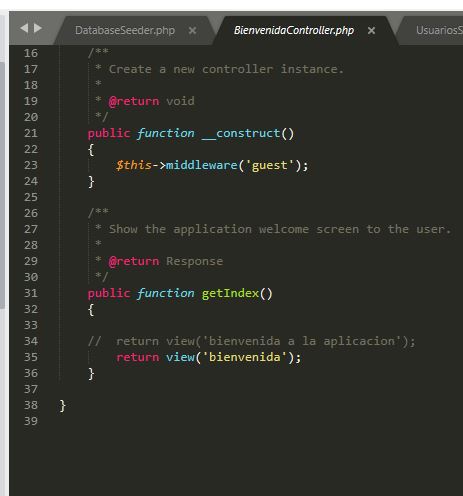 DatabaseSeeder.php × BienvenidaController.php × UsuariosS
16 /**
17 * Create a new controller instance.
18 *
19 * @return void
20 */
21 public function __construct()
22 {
23 $this->middleware('guest');
24 }
25
26 /**
27 * Show the application welcome screen to the user.
28 *
29 * @return Response
30 */
31 public function getIndex()
32 {
33
34 //  return view('bienvenida a la aplicacion');
35 return view('bienvenida');
36 }
37
38 }
39